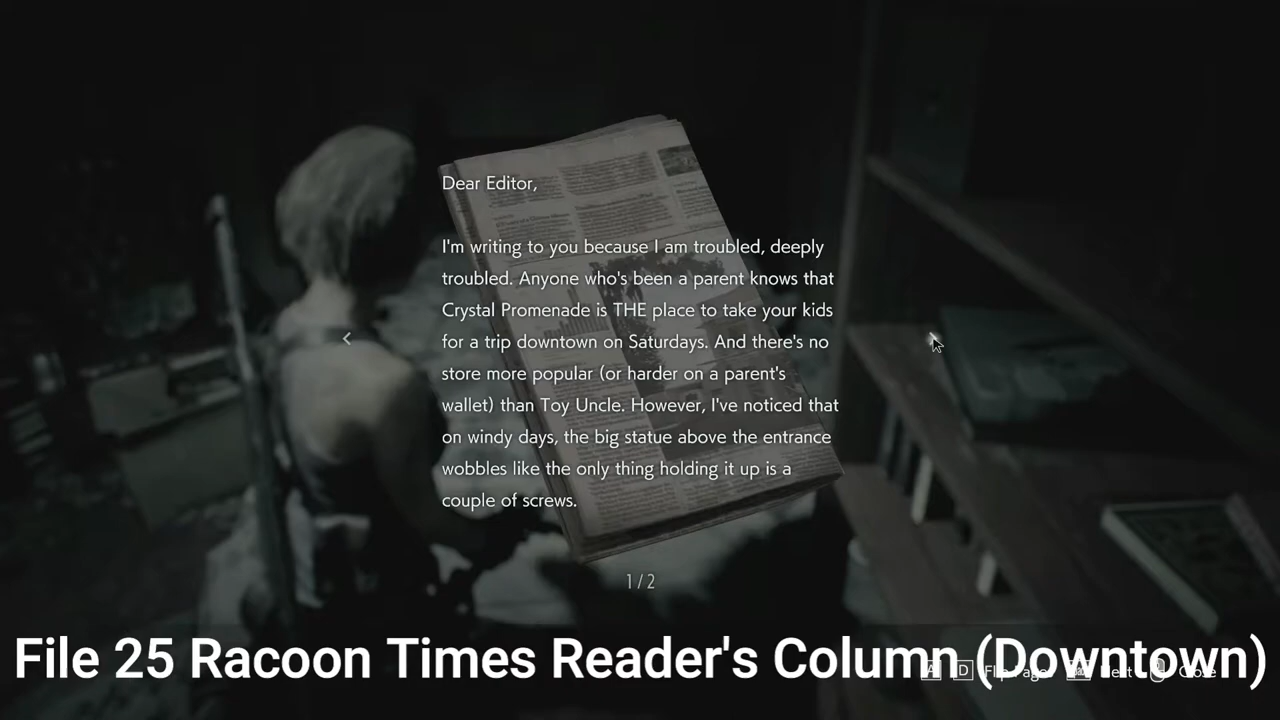 Dear Editor,
I'm writing to you because I am troubled, deeply
troubled. Anyone who's been a parent knows that
Crystal Promenade is THE place to take your kids
for a trip downtown on Saturdays. And there's no
store more popular (or harder on a parent's
wallet) than Toy Uncle. However, I've noticed that
on windy days, the big statue above the entrance
wobbles like the only thing holding it up is a
couple of screws.
1/2
File 25 Racoon Times Reader's Column (Downtown)
A D Flip Page Next Close